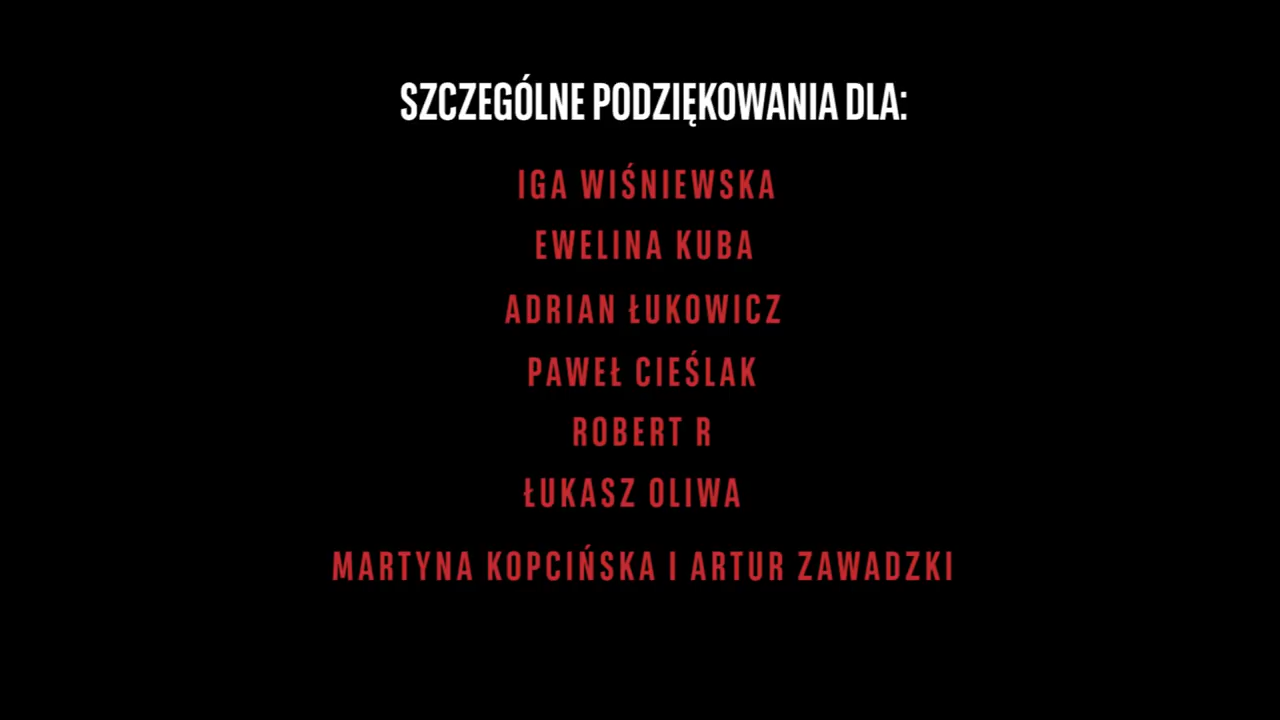 SZCZEGÓLNE PODZIĘKOWANIA DLA:
IGA WIŚNIEWSKA
EWELINA KUBA
ADRIAN ŁUKOWICZ
PAWEŁ CIEŚLAK
ROBERT R
ŁUKASZ OLIWA
MARTYNA KOPCIŃSKA I ARTUR ZAWADZKI